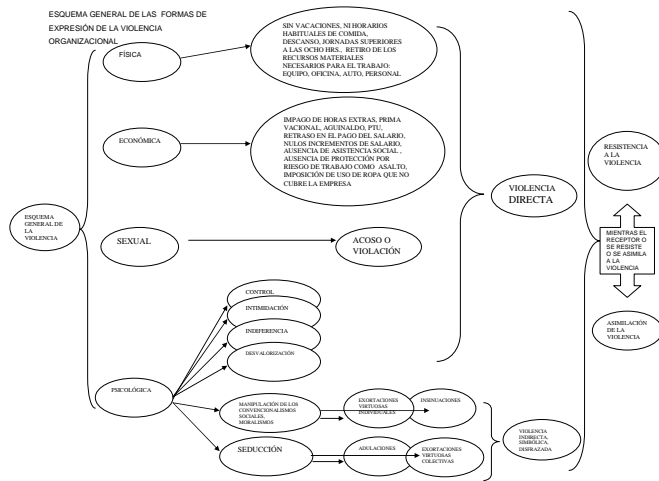 ESQUEMA GENERAL DE LAS FORMAS DE
EXPRESIÓN DE LA VIOLENCIA
ORGANIZACIONAL
FÍSICA
SIN VACACIONES, NI HORARIOS
HABITUALES DE COMIDA,
DESCANSO, JORNADAS SUPERIORES
A LAS OCHO HRS., RETIRO DE LOS
RECURSOS MATERIALES
NECESARIOS PARA EL TRABAJO:
EQUIPO, OFICINA, AUTO, PERSONAL
ECONÓMICA
IMPAGO DE HORAS EXTRAS, PRIMA
VACIONAL, AGUINALDO, PTU,
RETRASO EN EL PAGO DEL SALARIO,
NULOS INCREMENTOS DE SALARIO,
AUSENCIA DE ASISTENCIA SOCIAL ,
AUSENCIA DE PROTECCIÓN POR
RIESGO DE TRABAJO COMO ASALTO,
IMPOSICIÓN DE USO DE ROPA QUE NO
CUBRE LA EMPRESA
ESQUEMA
GENERAL DE
LA
VIOLENCIA
SEXUAL
ACOSO O
VIOLACIÓN
PSICOLÓGICA
CONTROL
INTIMIDACIÓN
INDIFERENCIA
DESVALORIZACIÓN
MANIPULACIÓN DE LOS
CONVENCIONALISMOS
SOCIALES,
MORALISMOS
EXORTACIONES
VIRTUOSAS
INDIVIDUALES
INSINUACIONES
SEDUCCIÓN
ADULACIONES
EXORTACIONES
VIRTUOSAS
COLECTIVAS
VIOLENCIA
DIRECTA
VIOLENCIA
INDIRECTA,
SIMBÓLICA,
DISFRAZADA
RESISTENCIA
A LA
VIOLENCIA
MIENTRAS EL
RECEPTOR O
SE RESISTE
O SE ASIMILA
A LA
VIOLENCIA
ASIMILACIÓN
DE LA
VIOLENCIA